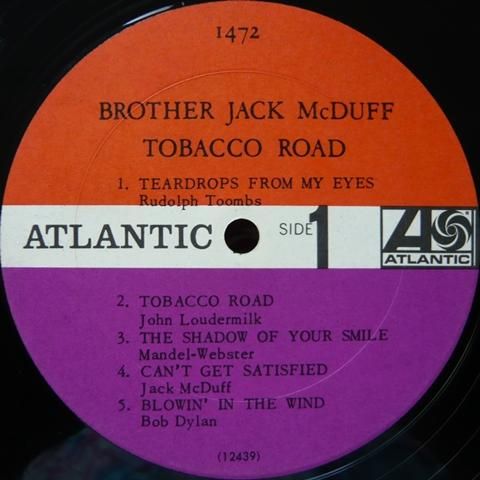 1472
BROTHER JACK McDUFF
TOBACCO ROAD
1. TEARDROPS FROM MY EYES
Rudolph Toombs
ATLANTIC SIDE 1 ATLANTIC
2. TOBACCO ROAD
John Loudermilk
3. THE SHADOW OF YOUR SMILE
Mandel-Webster
4. CAN'T GET SATISFIED
Jack McDuff
5. BLOWIN' IN THE WIND
Bob Dylan
(12439)